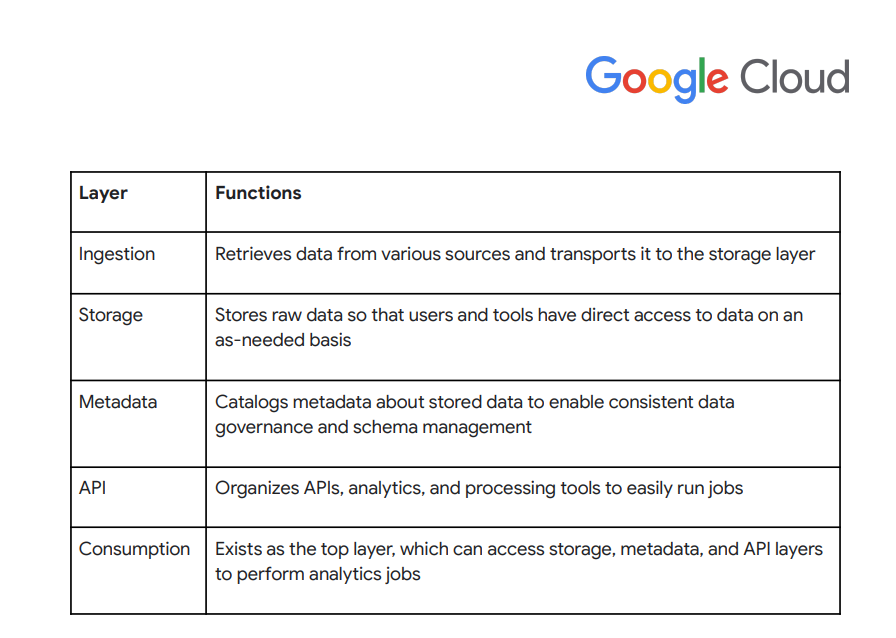 Google Cloud
Layer
Functions
Ingestion
Retrieves data from various sources and transports it to the storage layer
Storage
Stores raw data so that users and tools have direct access to data on an
as-needed basis
Metadata
Catalogs metadata about stored data to enable consistent data
governance and schema management
API
Organizes APIs, analytics, and processing tools to easily run jobs
Consumption
Exists as the top layer, which can access storage, metadata, and API layers
to perform analytics jobs